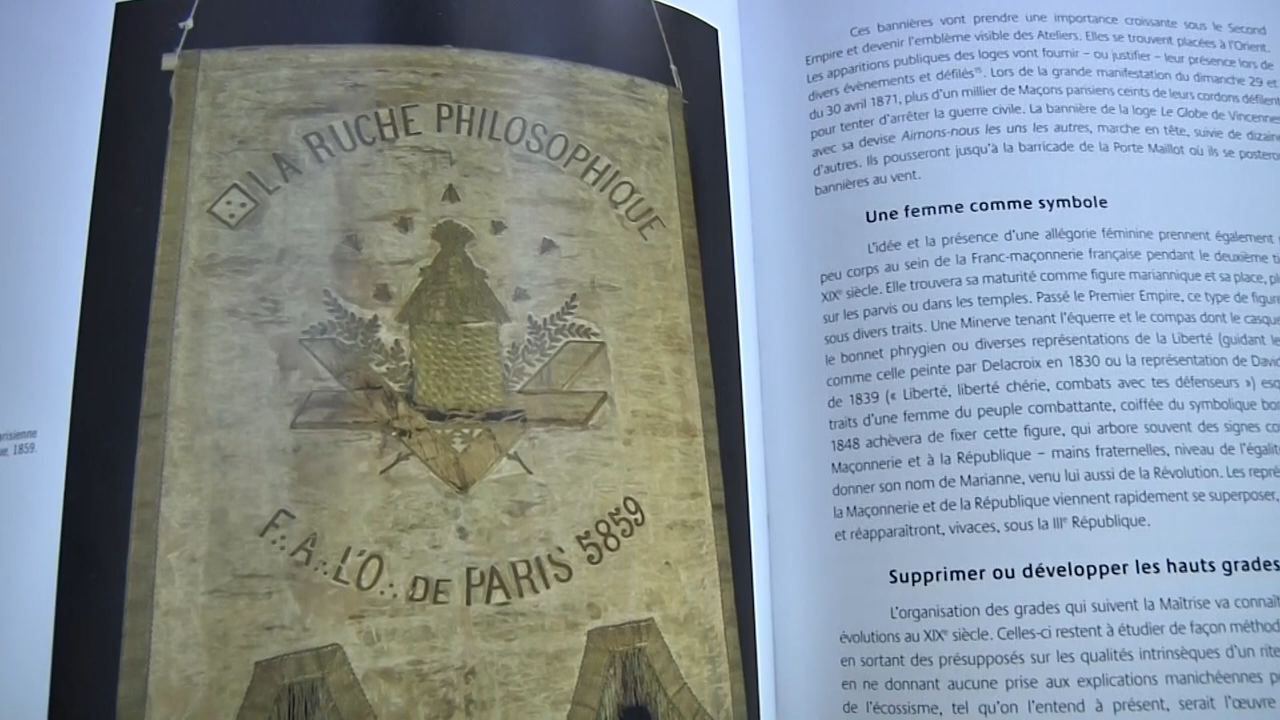 LA RUCHE PHILOSOPHIQUE
F∴ A∴ L'O∴ DE PARIS 5859
risienne
1859.
Ces bannières vont prendre une importance croissante sous le Second
Empire et devenir l'emblème visible des Ateliers. Elles se trouvent placées à l'Orient.
Les apparitions publiques des loges vont fournir – ou justifier – leur présence lors de
divers évènements et défilés. Lors de la grande manifestation du dimanche 29 et
du 30 avril 1871, plus d'un millier de Maçons parisiens ceints de leurs cordons défilent
pour tenter d'arrêter la guerre civile. La bannière de la loge Le Globe de Vincennes
avec sa devise Aimons-nous les uns les autres, marche en tête, suivie de
d'autres. Ils pousseront jusqu'à la barricade de la Porte Maillot où ils se
bannières au vent.
Une femme comme symbole
L'idée et la présence d'une allégorie féminine prennent également
peu corps au sein de la Franc-maçonnerie française pendant le deuxième
XIXe siècle. Elle trouvera sa maturité comme figure mariannique et sa place,
sur les parvis ou dans les temples. Passé le Premier Empire, ce type de
sous divers traits. Une Minerve tenant l'équerre et le compas dont le
le bonnet phrygien ou diverses représentations de la Liberté (guidant
comme celle peinte par Delacroix en 1830 ou la représentation de
de 1839 (« Liberté, liberté chérie, combats avec tes défenseurs »)
traits d'une femme du peuple combattante, coiffée du symbolique
1848 achèvera de fixer cette figure, qui arbore souvent des signes
Maçonnerie et à la République – mains fraternelles, niveau de
donner son nom de Marianne, venu lui aussi de la Révolution. Les
la Maçonnerie et de la République viennent rapidement se superposer,
et réapparaîtront, vivaces, sous la IIIe République.
Supprimer ou développer les hauts grades
L'organisation des grades qui suivent la Maîtrise va
évolutions au XIXe siècle. Celles-ci restent à étudier de façon
en sortant des présupposés sur les qualités intrinsèques d'un
en ne donnant aucune prise aux explications manichéennes
de l'écossisme, tel qu'on l'entend à présent, serait l'œuvre